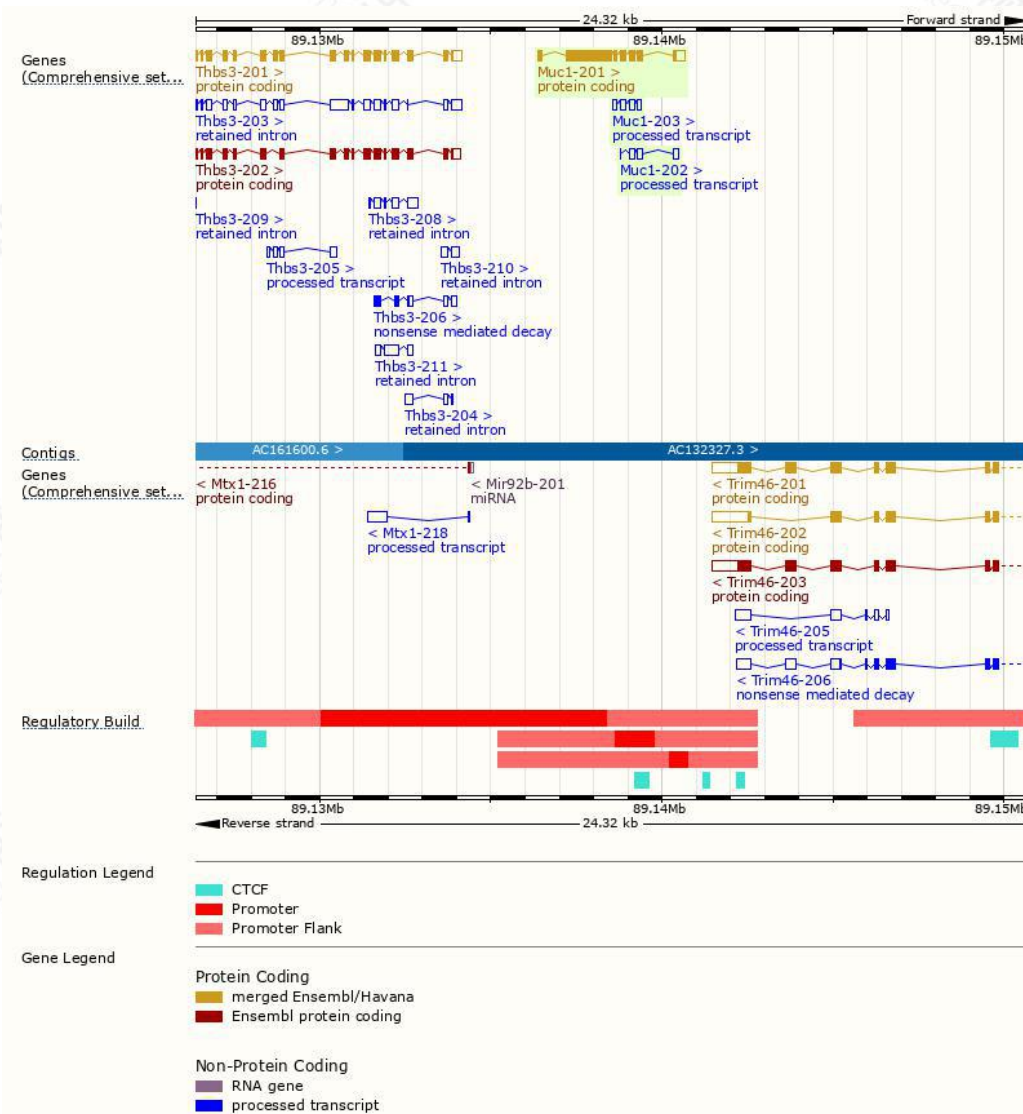 24.32 kb
Forward strand
89.13Mb 89.14Mb 89.15Mb
Genes
(Comprehensive set...
Thbs3-201 >
protein coding
Muc1-201 >
protein coding
Thbs3-203 >
retained intron
Muc1-203 >
processed transcript
Thbs3-202 >
protein coding
Muc1-202 >
processed transcript
Thbs3-209 >
retained intron
Thbs3-208 >
retained intron
Thbs3-205 >
processed transcript
Thbs3-210 >
retained intron
Thbs3-206 >
nonsense mediated decay
Thbs3-211 >
retained intron
Thbs3-204 >
retained intron
Contigs
AC161600.6 >
AC132327.3 >
Genes
(Comprehensive set...
< Mtx1-216
protein coding
< Mir92b-201
miRNA
< Trim46-201
protein coding
< Mtx1-218
processed transcript
< Trim46-202
protein coding
< Trim46-203
protein coding
< Trim46-205
processed transcript
< Trim46-206
nonsense mediated decay
Regulatory Build
89.13Mb 89.14Mb 89.15Mb
Reverse strand
24.32 kb
Regulation Legend
CTCF
Promoter
Promoter Flank
Gene Legend
Protein Coding
merged Ensembl/Havana
Ensembl protein coding
Non-Protein Coding
RNA gene
processed transcript